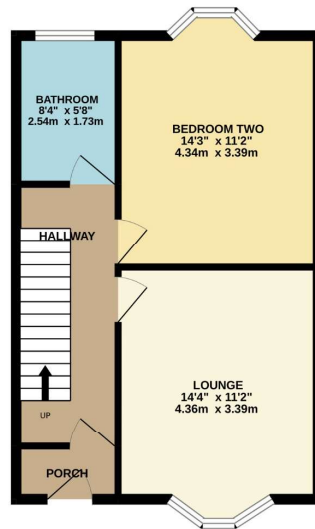 BATHROOM
8'4" x 5'8"
2.54m x 1.73m
BEDROOM TWO
14'3" x 11'2"
4.34m x 3.39m
HALLWAY
LOUNGE
14'4" x 11'2"
4.36m x 3.39m
UP
PORCH